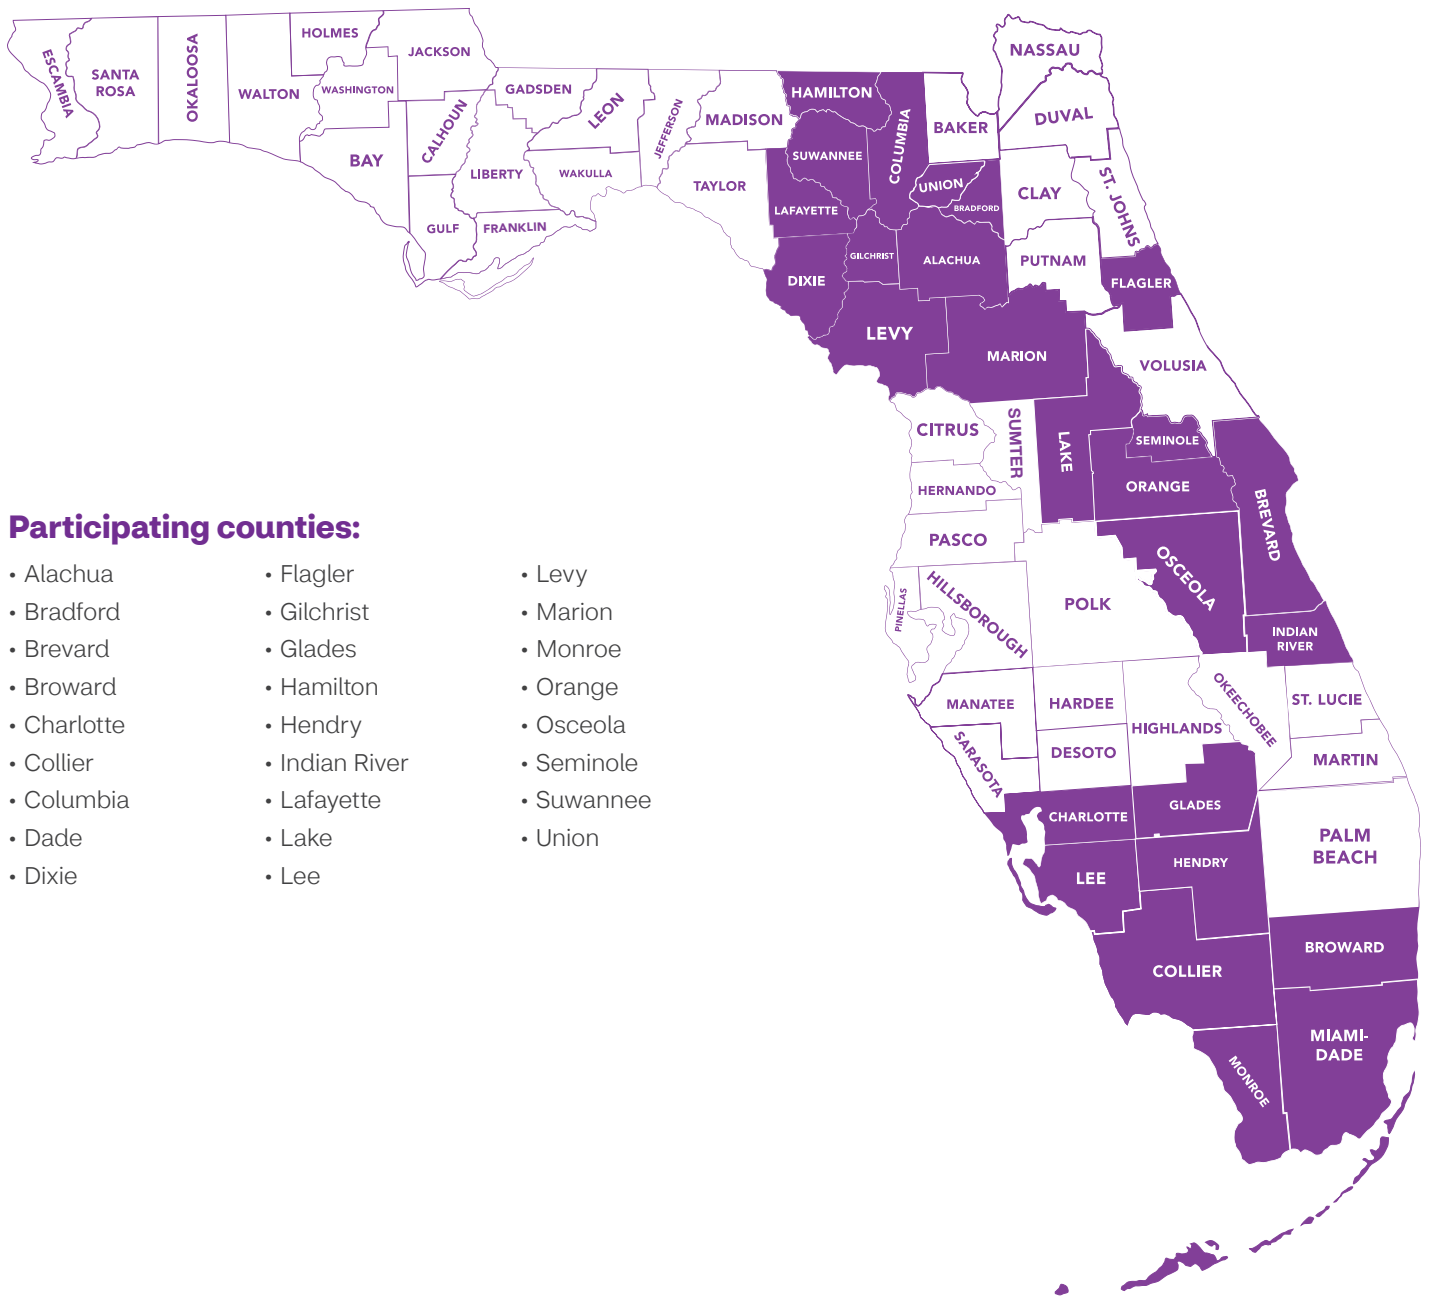 HOLMES
JACKSON
ESCAMBIA
SANTA
ROSA
OKALOOSA
WALTON
WASHINGTON
BAY
CALHOUN
GULF
GADSDEN
LIBERTY
FRANKLIN
LEON
WAKULLA
JEFFERSON
MADISON
TAYLOR
HAMILTON
SUWANNEE
LAFAYETTE
COLUMBIA
BAKER
NASSAU
DUVAL
UNION
BRADFORD
CLAY
ST. JOHNS
DIXIE
GILCHRIST
ALACHUA
PUTNAM
FLAGLER
LEVY
MARION
VOLUSIA
CITRUS
SUMTER
LAKE
SEMINOLE
ORANGE
BREVARD
HERNANDO
PASCO
OSCEOLA
PINELLAS
HILLSBOROUGH
POLK
INDIAN
RIVER
MANATEE
HARDEE
HIGHLANDS
OKEECHOBEE
ST. LUCIE
SARASOTA
DESOTO
MARTIN
CHARLOTTE
GLADES
PALM
BEACH
LEE
HENDRY
COLLIER
BROWARD
MIAMI-
DADE
MONROE
Participating counties:
• Alachua
• Bradford
• Brevard
• Broward
• Charlotte
• Collier
• Columbia
• Dade
• Dixie
• Flagler
• Gilchrist
• Glades
• Hamilton
• Hendry
• Indian River
• Lafayette
• Lake
• Lee
• Levy
• Marion
• Monroe
• Orange
• Osceola
• Seminole
• Suwannee
• Union